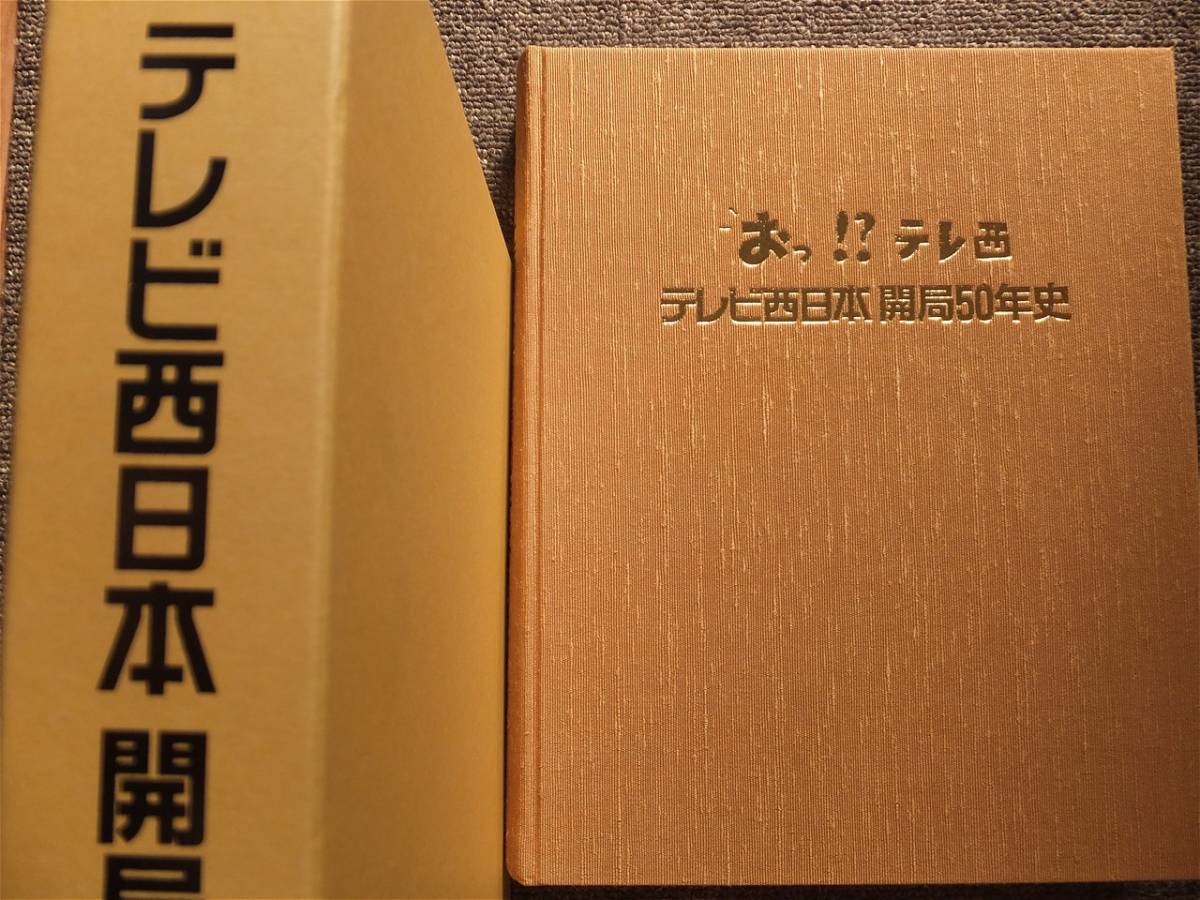 テレビ西日本 開局
おっ!? テレ西
テレビ西日本 開局50年史